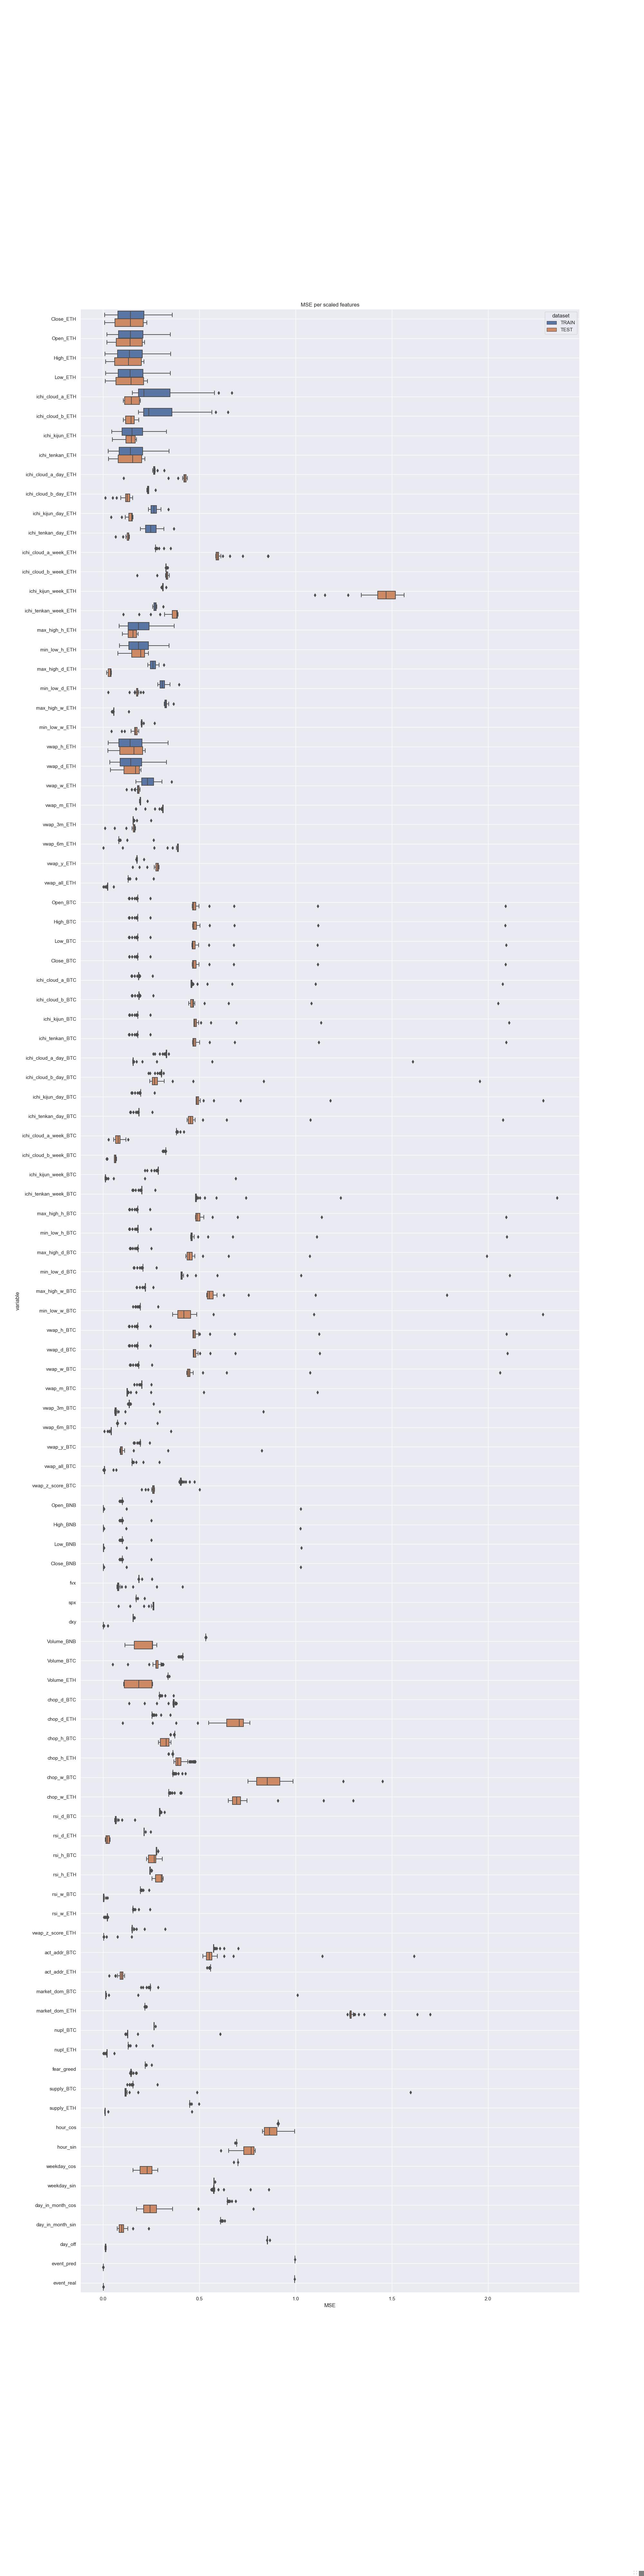 MSE per scaled features
dataset
TRAIN
TEST
Close_ETH
Open_ETH
High_ETH
Low_ETH
ichi_cloud_a_ETH
ichi_cloud_b_ETH
ichi_kijun_ETH
ichi_tenkan_ETH
ichi_cloud_a_day_ETH
ichi_cloud_b_day_ETH
ichi_kijun_day_ETH
ichi_tenkan_day_ETH
ichi_cloud_a_week_ETH
ichi_cloud_b_week_ETH
ichi_kijun_week_ETH
ichi_tenkan_week_ETH
max_high_h_ETH
min_low_h_ETH
max_high_d_ETH
min_low_d_ETH
max_high_w_ETH
min_low_w_ETH
vwap_h_ETH
vwap_d_ETH
vwap_w_ETH
vwap_m_ETH
vwap_3m_ETH
vwap_6m_ETH
vwap_y_ETH
vwap_all_ETH
Open_BTC
High_BTC
Low_BTC
Close_BTC
ichi_cloud_a_BTC
ichi_cloud_b_BTC
ichi_kijun_BTC
ichi_tenkan_BTC
ichi_cloud_a_day_BTC
ichi_cloud_b_day_BTC
ichi_kijun_day_BTC
ichi_tenkan_day_BTC
ichi_cloud_a_week_BTC
ichi_cloud_b_week_BTC
ichi_kijun_week_BTC
ichi_tenkan_week_BTC
max_high_h_BTC
min_low_h_BTC
max_high_d_BTC
min_low_d_BTC
max_high_w_BTC
variable
min_low_w_BTC
vwap_h_BTC
vwap_d_BTC
vwap_w_BTC
vwap_m_BTC
vwap_3m_BTC
vwap_6m_BTC
vwap_y_BTC
vwap_all_BTC
vwap_z_score_BTC
Open_BNB
High_BNB
Low_BNB
Close_BNB
spx
dxy
Volume_BNB
Volume_BTC
Volume_ETH
chop_d_BTC
chop_d_ETH
chop_h_BTC
chop_h_ETH
chop_w_BTC
chop_w_ETH
rsi_d_BTC
rsi_d_ETH
rsi_h_BTC
rsi_h_ETH
rsi_w_BTC
rsi_w_ETH
vwap_z_score_ETH
act_addr_BTC
act_addr_ETH
market_dom_BTC
market_dom_ETH
nupl_BTC
nupl_ETH
fear_greed
supply_BTC
supply_ETH
hour_cos
hour_sin
weekday_cos
weekday_sin
day_in_month_cos
day_in_month_sin
day_off
event_pred
event_real
0.0 0.5 1.0 1.5 2.0
MSE